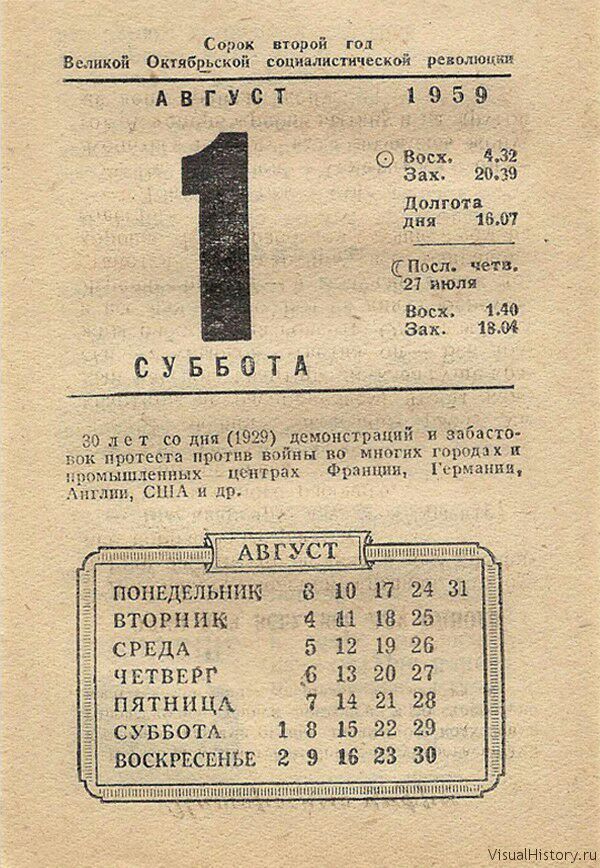 Сорок второй год
Великой Октябрьской социалистической революции
АВГУСТ 1959
1
Восх. 4.32
Зах. 20.39
Долгота
дня 16.07
Посл. четв.
27 июля
Восх. 1.40
Зах. 18.04
СУББОТА
30 лет со дня (1929) демонстраций и забасто-
вок протеста против войны во многих городах и
промышленных центрах Франции, Германии,
Англии, США и др.
АВГУСТ
ПОНЕДЕЛЬНИК 3 10 17 24 31
ВТОРНИК 4 11 18 25
СРЕДА 5 12 19 26
ЧЕТВЕРГ 6 13 20 27
ПЯТНИЦА 7 14 21 28
СУББОТА 1 8 15 22 29
ВОСКРЕСЕНЬЕ 2 9 16 23 30
VisualHistory.ru